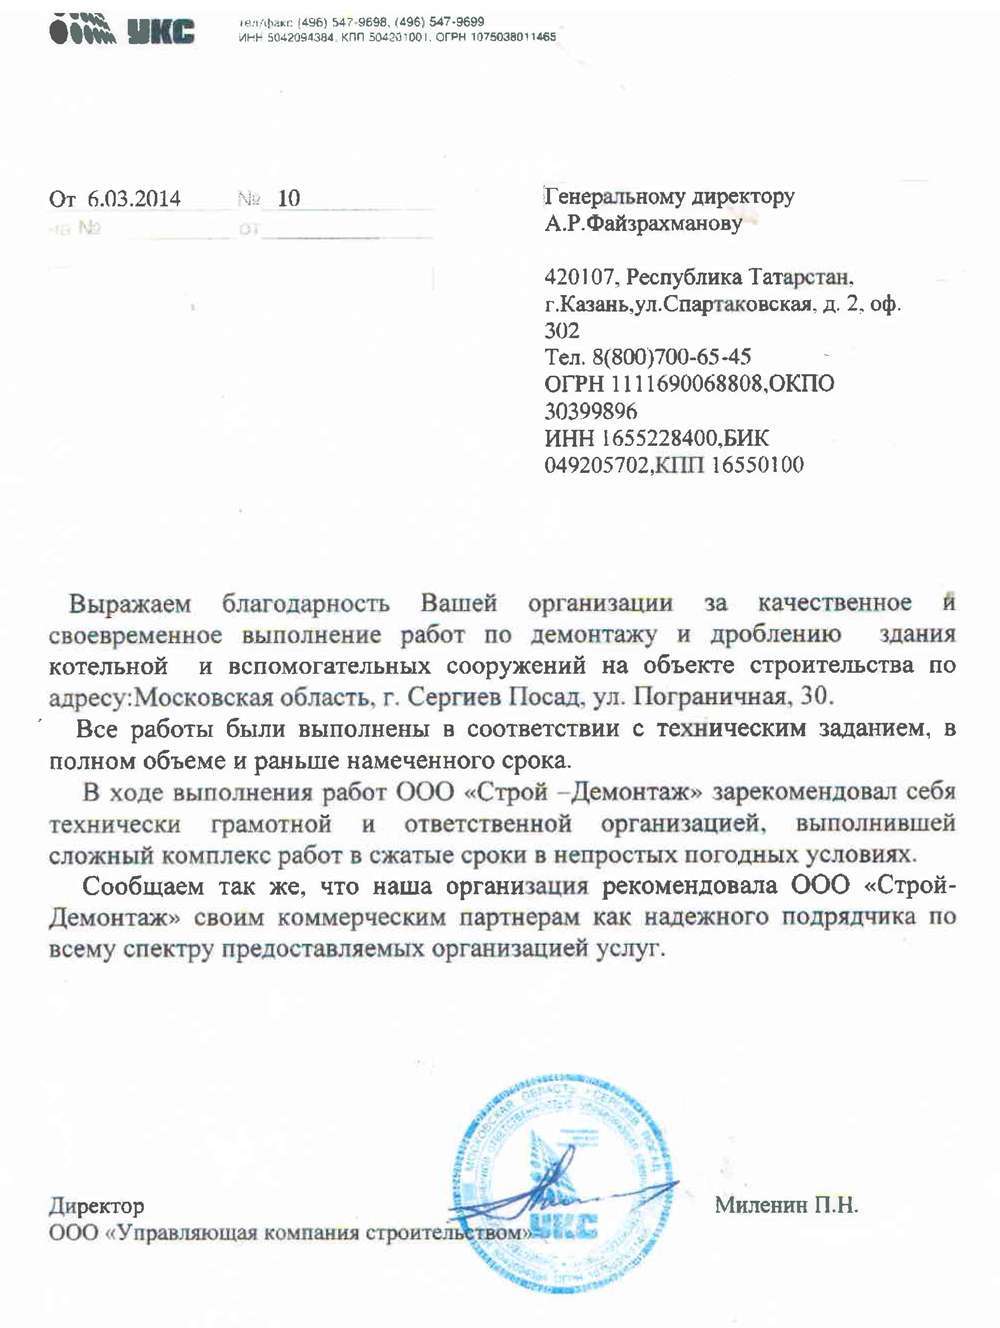 УКС
тел/факс (496) 547-9698, (496) 547-9699
ИНН 5042094384, КПП 504201001, ОГРН 1075038011465
От 6.03.2014 № 10
на № от
Генеральному директору
А.Р.Файзрахманову
420107, Республика Татарстан,
г.Казань,ул.Спартаковская, д. 2, оф.
302
Тел. 8(800)700-65-45
ОГРН 1111690068808,ОКПО
30399896
ИНН 1655228400,БИК
049205702,КПП 16550100
Выражаем благодарность Вашей организации за качественное и
своевременное выполнение работ по демонтажу и дроблению здания
котельной и вспомогательных сооружений на объекте строительства по
адресу:Московская область, г. Сергиев Посад, ул. Пограничная, 30.
Все работы были выполнены в соответствии с техническим заданием, в
полном объеме и раньше намеченного срока.
В ходе выполнения работ ООО «Строй –Демонтаж» зарекомендовал себя
технически грамотной и ответственной организацией, выполнившей
сложный комплекс работ в сжатые сроки в непростых погодных условиях.
Сообщаем так же, что наша организация рекомендовала ООО «Строй-
Демонтаж» своим коммерческим партнерам как надежного подрядчика по
всему спектру предоставляемых организацией услуг.
МОСКОВСКАЯ ОБЛАСТЬ СЕРГИЕВ ПОСАД
УКС
Директор Миленин П.Н.
ООО «Управляющая компания строительством»